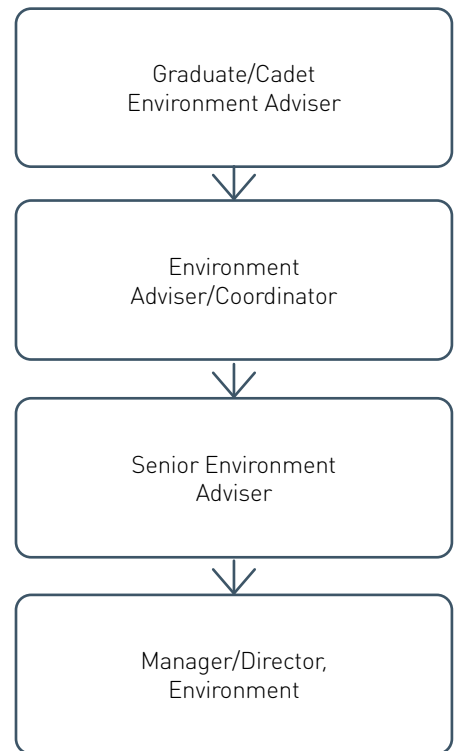 Graduate/Cadet
Environment Adviser
Environment
Adviser/Coordinator
Senior Environment
Adviser
Manager/Director,
Environment